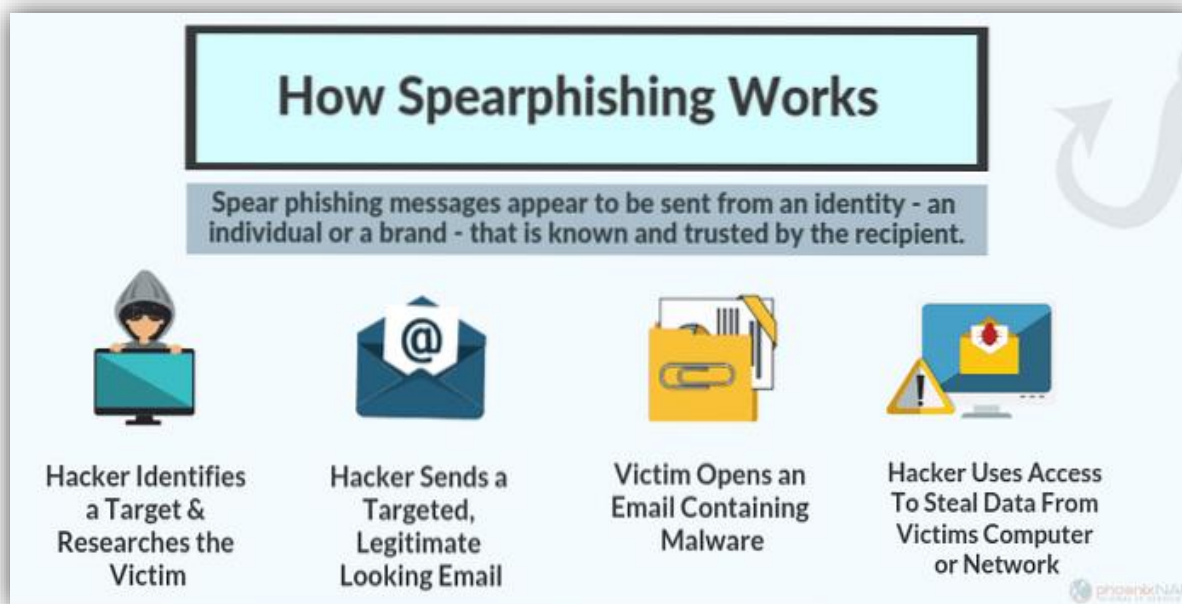 How Spearphishing Works
Spear phishing messages appear to be sent from an identity - an
individual or a brand - that is known and trusted by the recipient.
@
!
Hacker Identifies
a Target &
Researches the
Victim
Hacker Sends a
Targeted,
Legitimate
Looking Email
Victim Opens an
Email Containing
Malware
Hacker Uses Access
To Steal Data From
Victims Computer
or Network
phoenixNAP